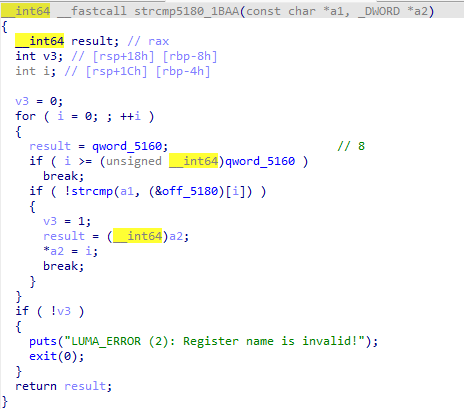 __int64 __fastcall strcmp5180_1BAA(const char *a1, _DWORD *a2)
{
  __int64 result; // rax
  int v3; // [rsp+18h] [rbp-8h]
  int i; // [rsp+1Ch] [rbp-4h]

  v3 = 0;
  for ( i = 0; ; ++i )
  {
    result = qword_5160;                         // 8
    if ( i >= (unsigned __int64)qword_5160 )
      break;
    if ( !strcmp(a1, (&off_5180)[i]) )
    {
      v3 = 1;
      result = (__int64)a2;
      *a2 = i;
      break;
    }
  }
  if ( !v3 )
  {
    puts("LUMA_ERROR (2): Register name is invalid!");
    exit(0);
  }
  return result;
}